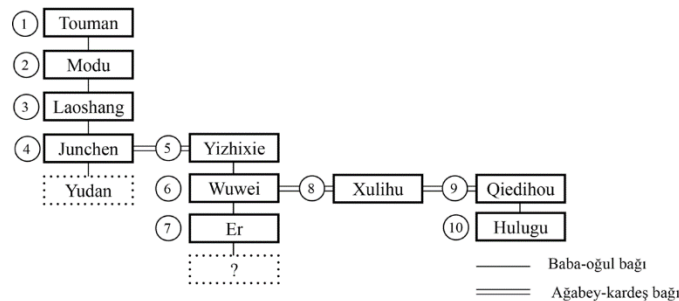 1 Touman
2 Modu
3 Laoshang
4 Junchen 5 Yizhixie
Yudan 6 Wuwei 8 Xulihu 9 Qiedihou
7 Er 10 Hulugu
?
Baba-oğul bağı
Ağabey-kardeş bağı